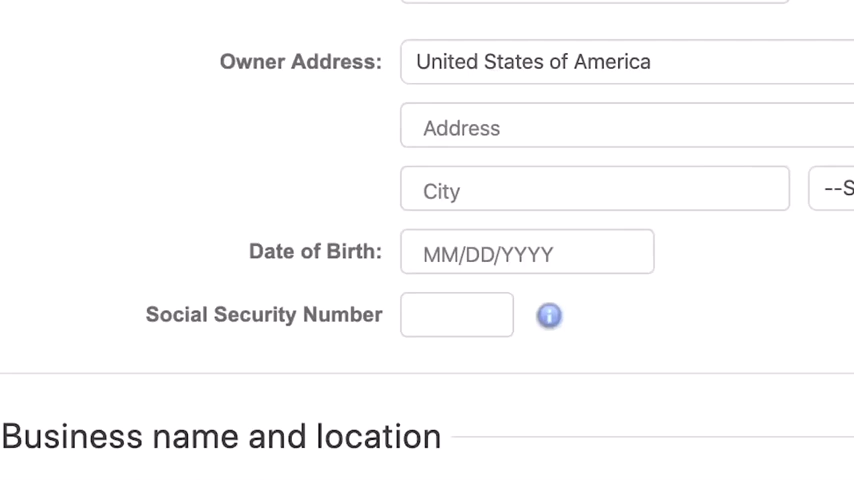 Owner Address: United States of America
Address
City --S
Date of Birth: MM/DD/YYYY
Social Security Number i
Business name and location